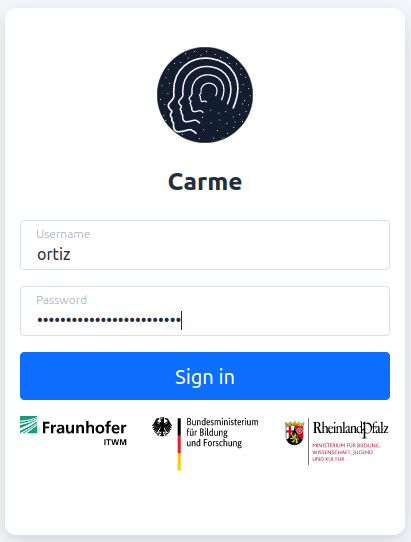 Carme
Username
ortiz
Password
•••••••••••••••••••••••••
Sign in
Fraunhofer
ITWM
Bundesministerium
für Bildung
und Forschung
RheinlandPfalz
MINISTERIUM FÜR BILDUNG,
WISSENSCHAFT, JUGEND
UND KULTUR